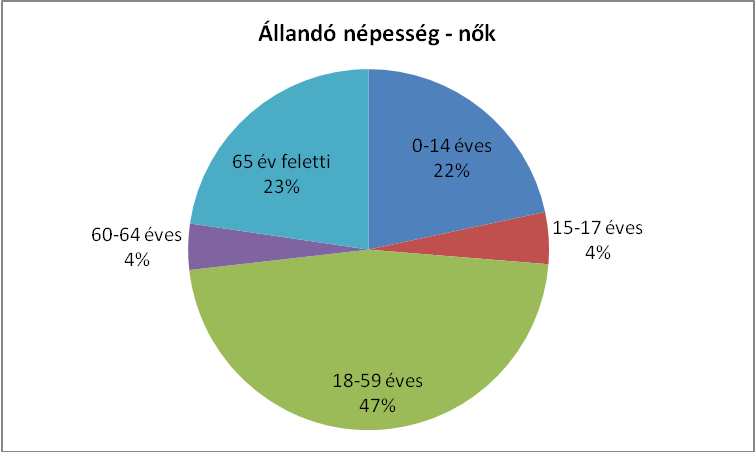 Állandó népesség - nők
0-14 éves
22%
15-17 éves
4%
18-59 éves
47%
60-64 éves
4%
65 év feletti
23%